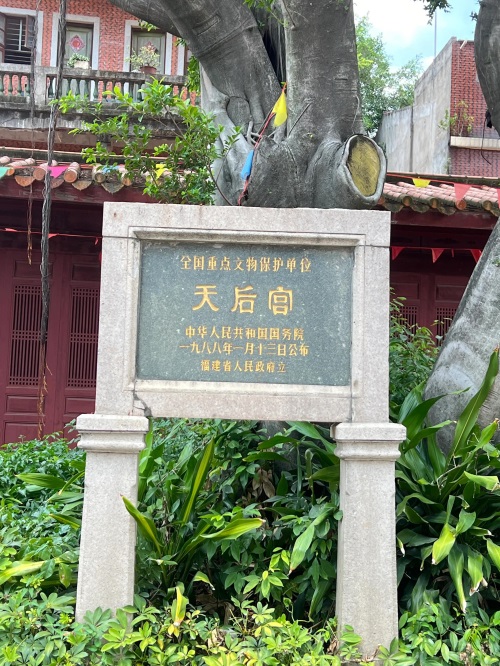 全国重点文物保护单位
天后宫
中华人民共和国国务院
一九八八年一月十三日公布
福建省人民政府立